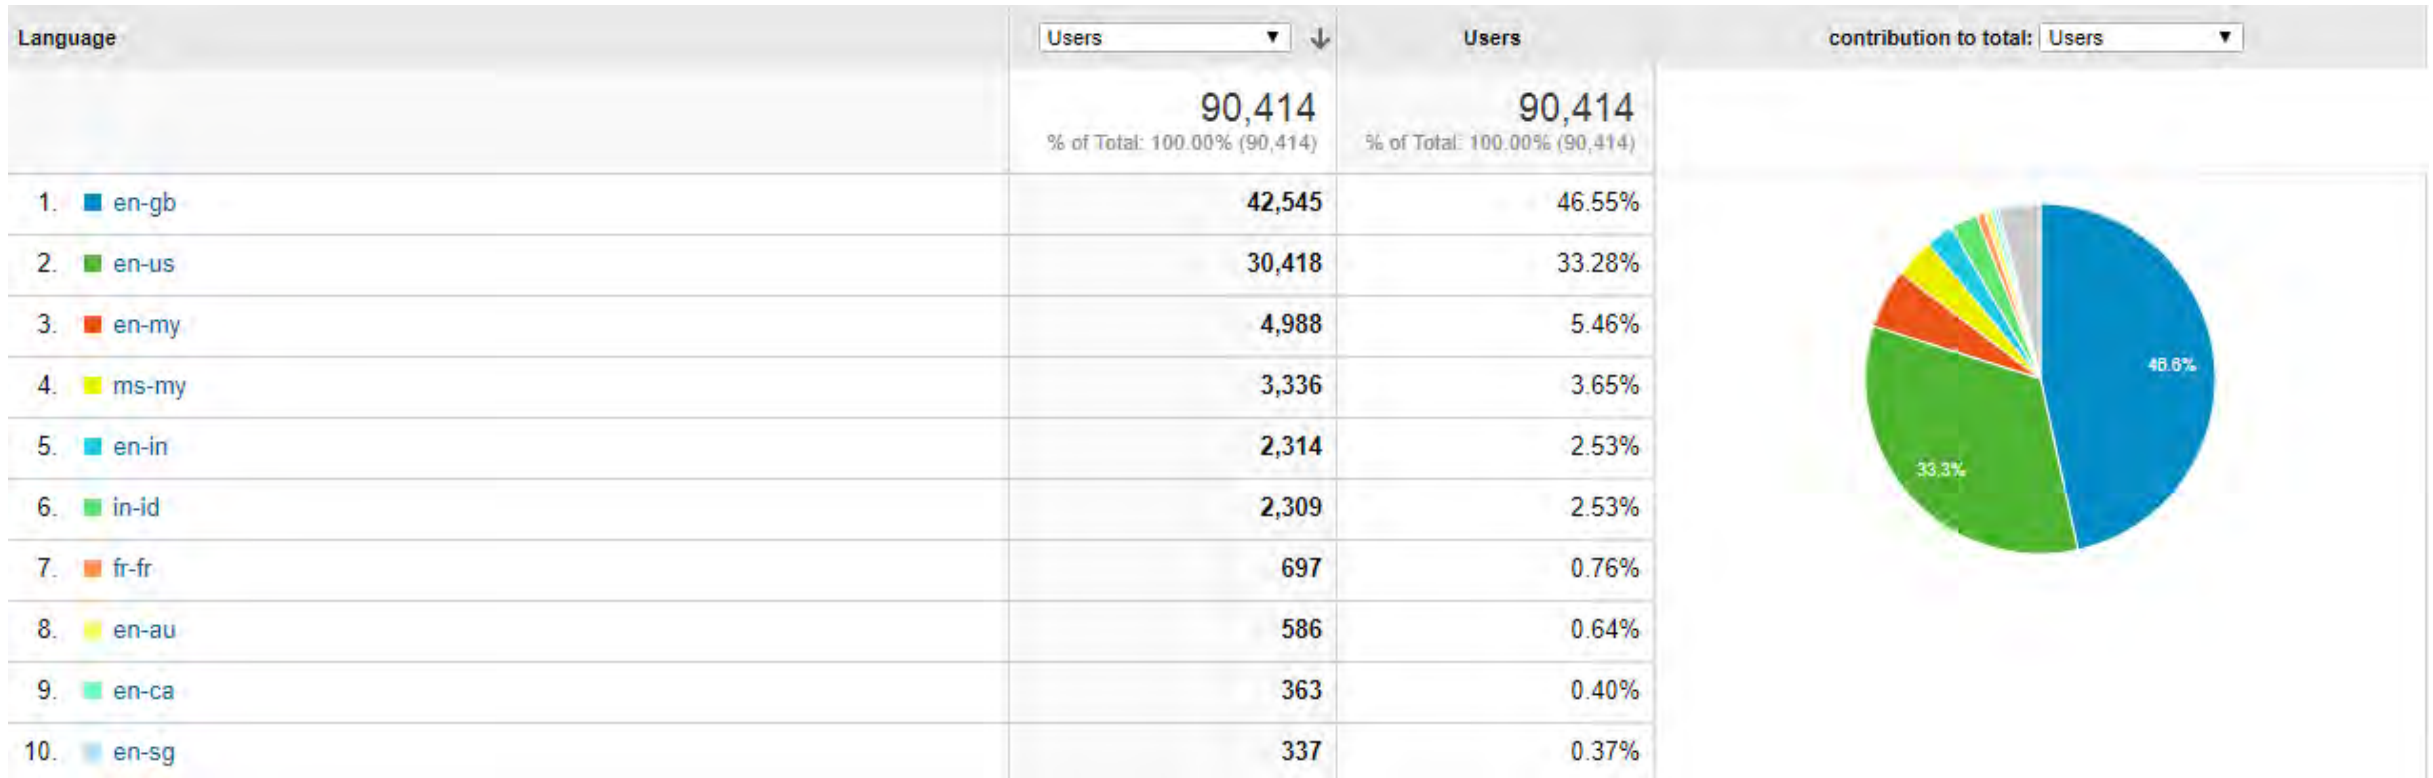 Language Users Users contribution to total: Users
90,414 90,414
% of Total: 100.00% (90,414) % of Total: 100.00% (90,414)
1. en-gb 42,545 46.55%
2. en-us 30,418 33.28%
3. en-my 4,988 5.46%
4. ms-my 3,336 3.65%
5. en-in 2,314 2.53%
6. in-id 2,309 2.53%
7. fr-fr 697 0.76%
8. en-au 586 0.64%
9. en-ca 363 0.40%
10. en-sg 337 0.37%
46.6%
33.3%